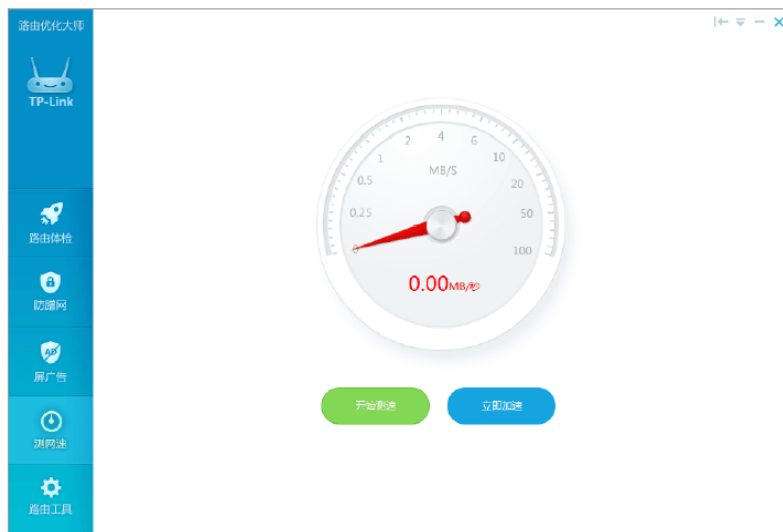 路由优化大师
TP-Link
路由体检
防蹭网
AD
屏广告
测网速
路由工具
4
2
6
1
10
MB/S
0.5
20
0.25
50
0
100
0.00MB/秒
开始测速
立即加速